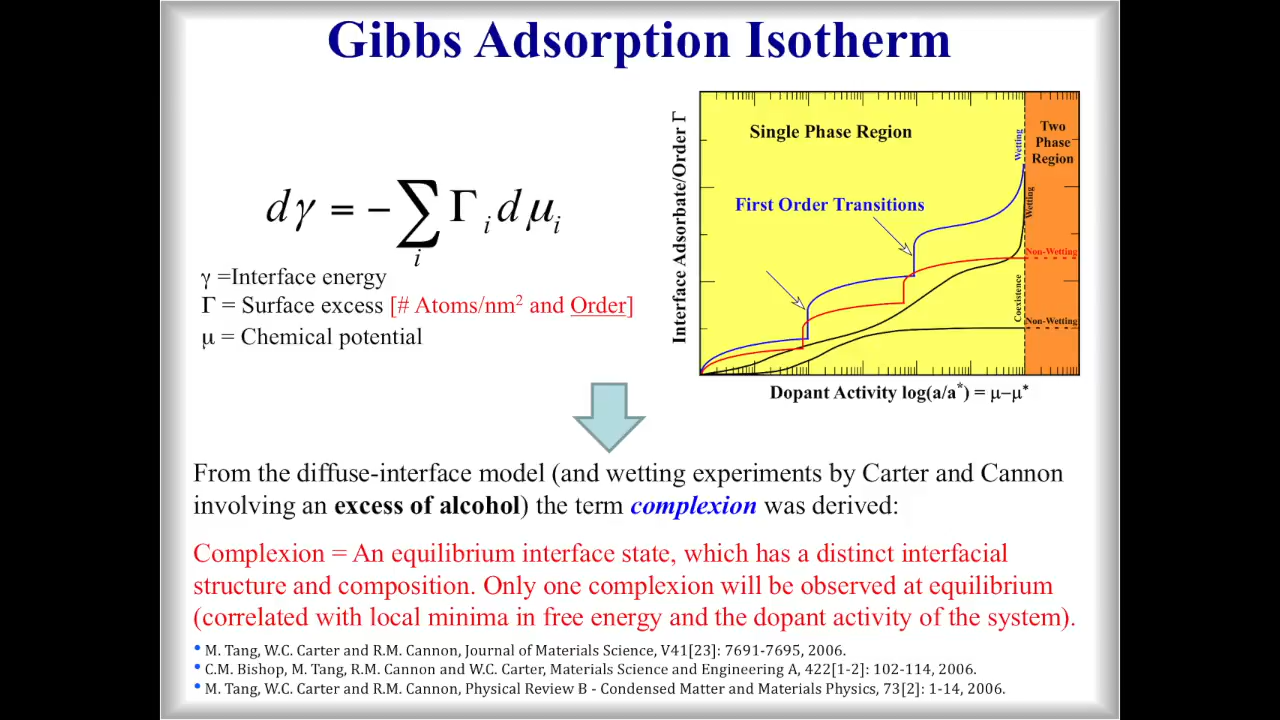 Gibbs Adsorption Isotherm
dγ = − ∑ Γ i d μi
i
γ =Interface energy
Γ = Surface excess [# Atoms/nm² and Order]
μ = Chemical potential
Interface Adsorbate/Order Γ
Single Phase Region
First Order Transitions
Wetting
Wetting
Coexistence
Two
Phase
Region
Non-Wetting
Non-Wetting
Dopant Activity log(a/a*) = μ−μ*
From the diffuse-interface model (and wetting experiments by Carter and Cannon
involving an excess of alcohol) the term complexion was derived:
Complexion = An equilibrium interface state, which has a distinct interfacial
structure and composition. Only one complexion will be observed at equilibrium
(correlated with local minima in free energy and the dopant activity of the system).
• M. Tang, W.C. Carter and R.M. Cannon, Journal of Materials Science, V41[23]: 7691-7695, 2006.
• C.M. Bishop, M. Tang, R.M. Cannon and W.C. Carter, Materials Science and Engineering A, 422[1-2]: 102-114, 2006.
• M. Tang, W.C. Carter and R.M. Cannon, Physical Review B - Condensed Matter and Materials Physics, 73[2]: 1-14, 2006.